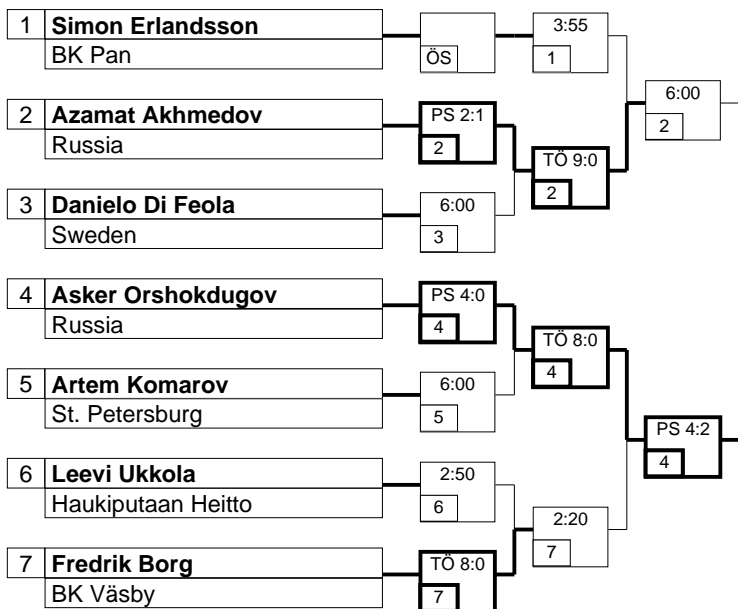 1 Simon Erlandsson
BK Pan
ÖS
3:55
1
6:00
2
2 Azamat Akhmedov
Russia
PS 2:1
2
TÖ 9:0
2
3 Danielo Di Feola
Sweden
6:00
3
4 Asker Orshokdugov
Russia
PS 4:0
4
TÖ 8:0
4
5 Artem Komarov
St. Petersburg
6:00
5
PS 4:2
4
6 Leevi Ukkola
Haukiputaan Heitto
2:50
6
2:20
7
7 Fredrik Borg
BK Väsby
TÖ 8:0
7